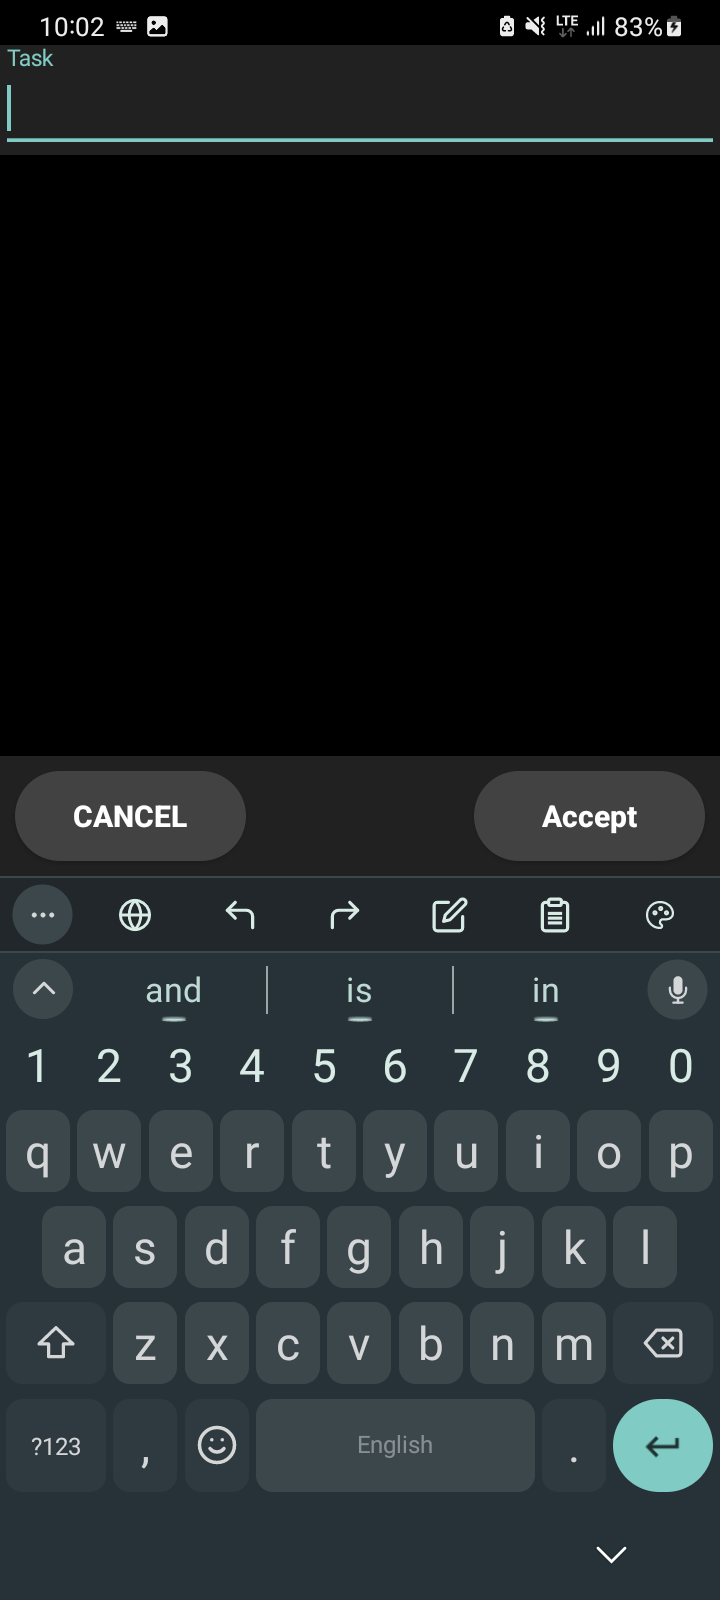 10:02 LTE 83%
Task
CANCEL Accept
and is in
1 2 3 4 5 6 7 8 9 0
q w e r t y u i o p
a s d f g h j k l
z x c v b n m
?123 , English .